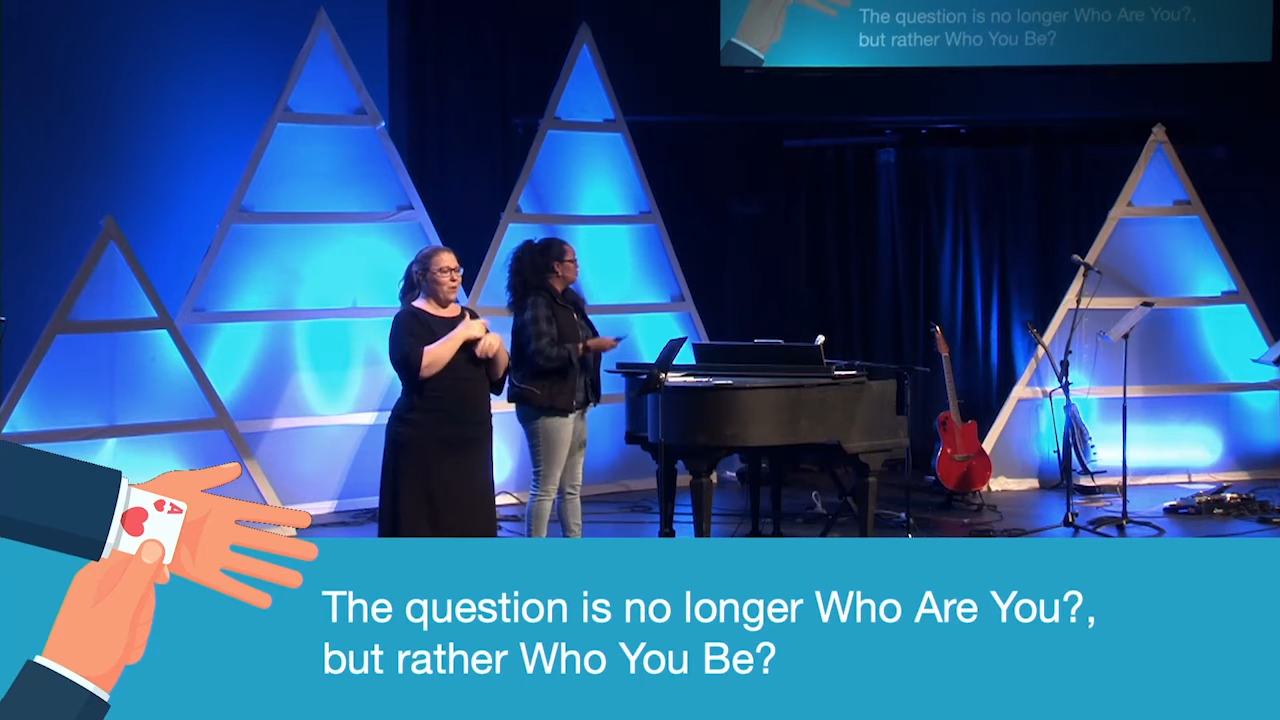 The question is no longer Who Are You?,
but rather Who You Be?
A
The question is no longer Who Are You?,
but rather Who You Be?